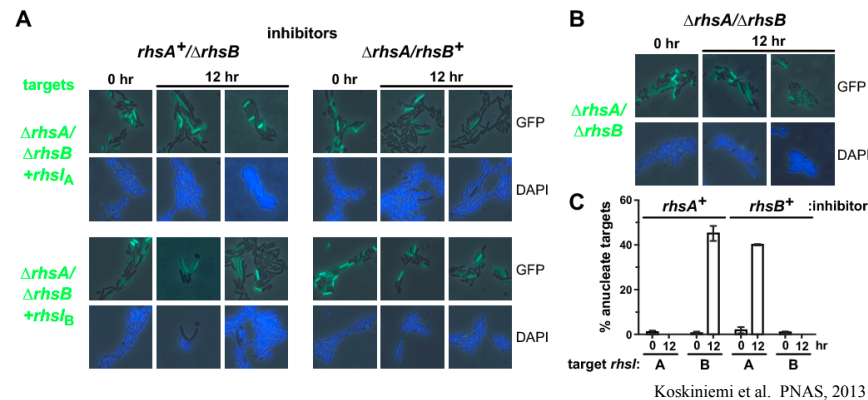 A
inhibitors
rhsA+/ΔrhsB
ΔrhsA/rhsB+
targets
0 hr
12 hr
0 hr
12 hr
ΔrhsA/
ΔrhsB
+rhsIA
GFP
DAPI
ΔrhsA/
ΔrhsB
+rhsIB
GFP
DAPI
B
ΔrhsA/ΔrhsB
0 hr
12 hr
ΔrhsA/
ΔrhsB
GFP
DAPI
C
rhsA+
rhsB+
:inhibitor
% anucleate targets
60
40
20
0
0 12 0 12 0 12 0 12 hr
target rhsI: A B A B
Koskiniemi et al. PNAS, 2013